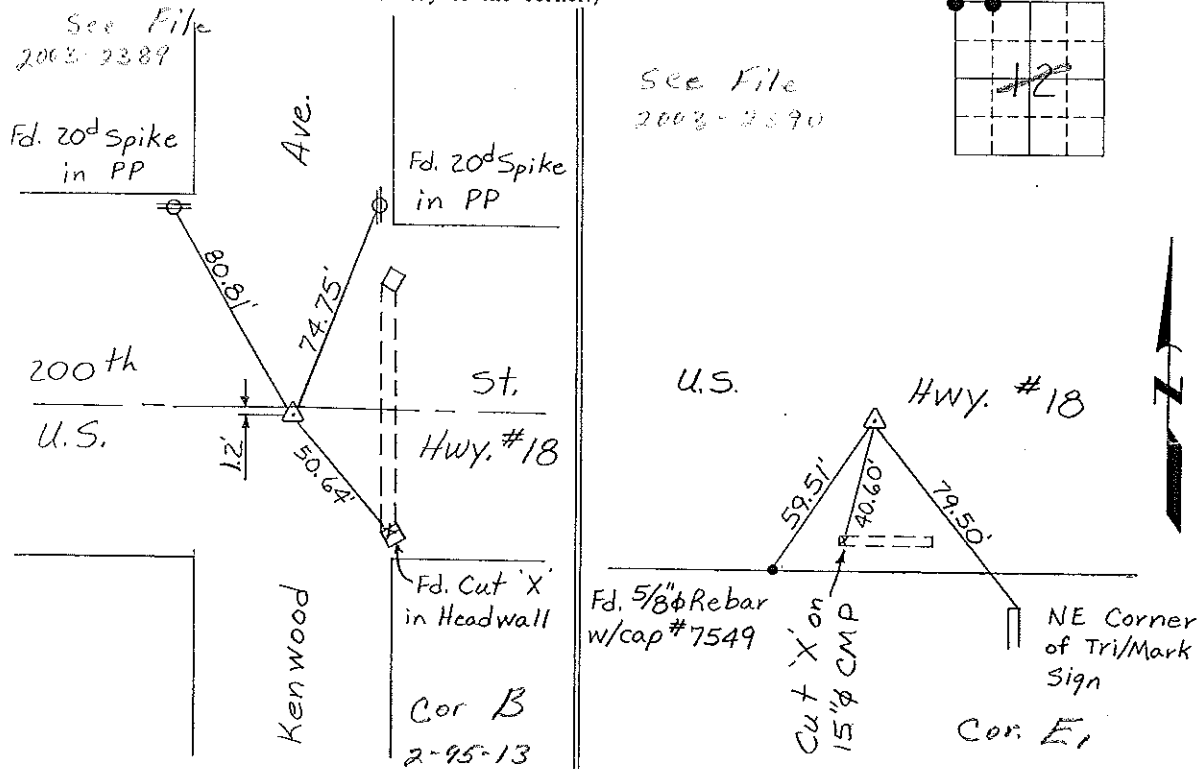 See File
2003-2389
Fd. 20d Spike
in PP
Ave.
Fd. 20d Spike
in PP
80.81'
74.75'
200th
St.
U.S.
Hwy. #18
1.2'
50.64'
Fd. Cut 'X'
in Headwall
Kenwood
Cor B
2-95-13
See File
2003-2390
12
N
U.S.
Hwy. #18
59.51'
40.60'
79.50'
Fd. 5/8"φ Rebar
w/cap #7549
Cut 'X' on
15"φ CMP
NE Corner
of Tri/Mark
Sign
Cor. E,